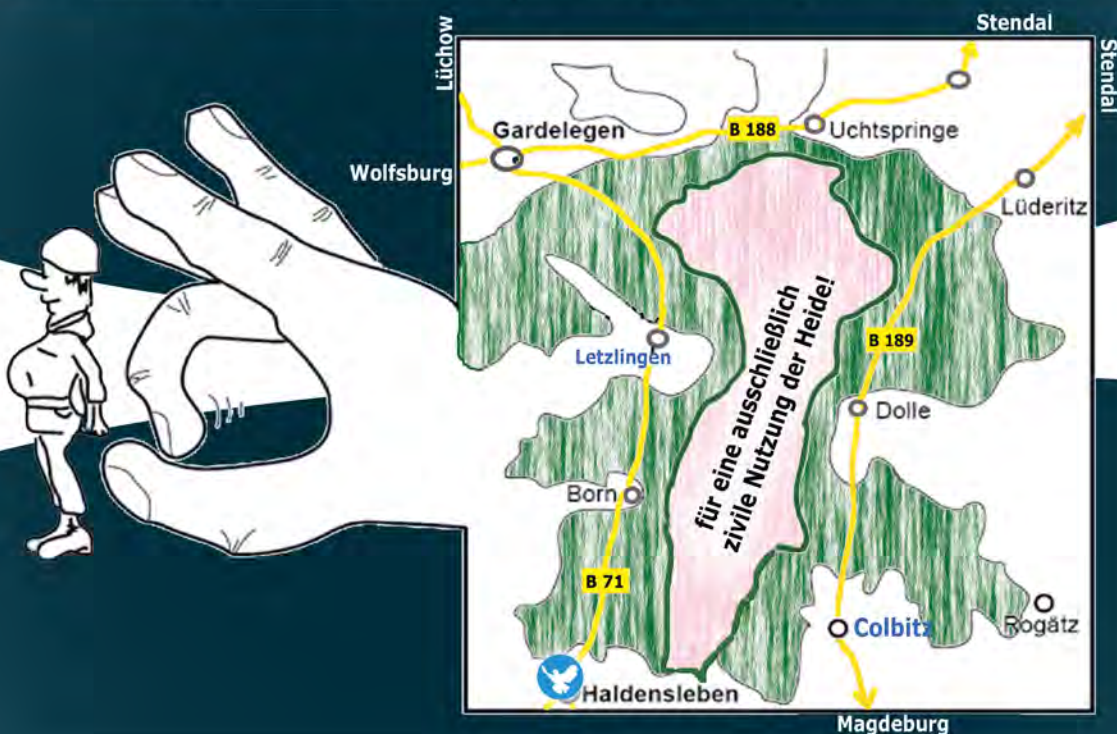 Stendal
Lüchow
Stendal
Gardelegen
B 188
Uchtspringe
Wolfsburg
Lüderitz
für eine ausschließlich
zivile Nutzung der Heide!
Letzlingen
B 189
Dolle
Born
B 71
Colbitz
Rogätz
Haldensleben
Magdeburg